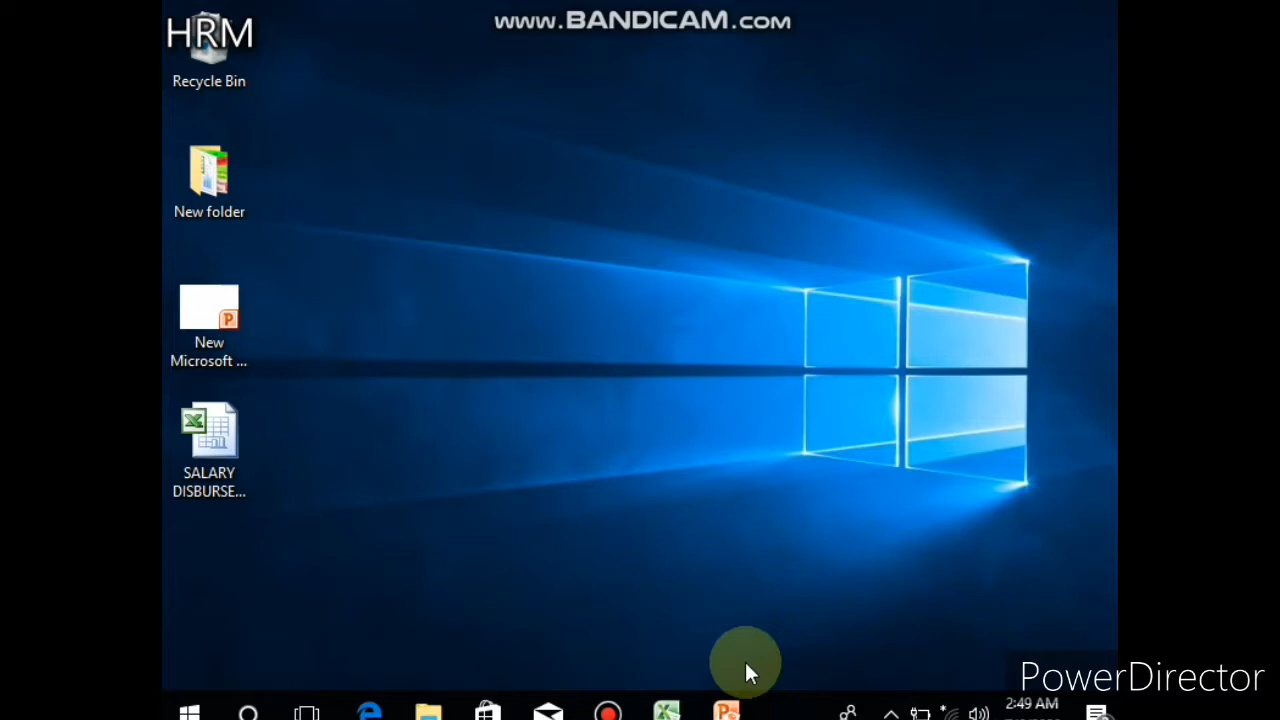 www.BANDICAM.com
HRM
Recycle Bin
New folder
New
Microsoft ...
SALARY
DISBURSE...
PowerDirector
2:49 AM